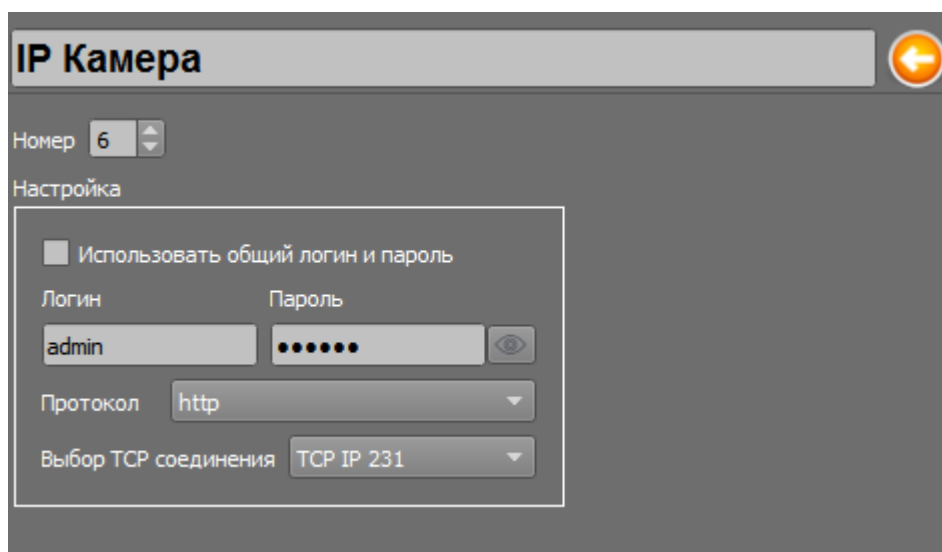 IP Камера
Номер 6
Настройка
Использовать общий логин и пароль
Логин Пароль
admin ••••••
Протокол http
Выбор TCP соединения TCP IP 231